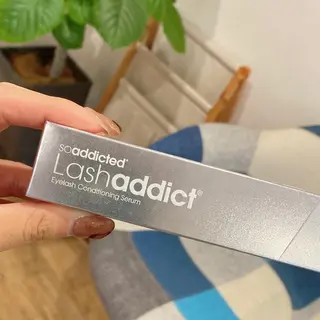 soaddicted®
Lashaddict®
Eyelash Conditioning Serum